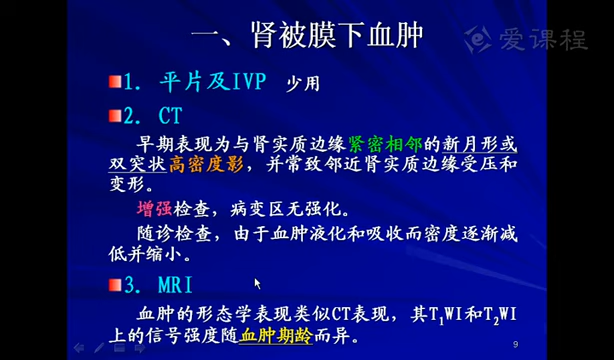 一、肾被膜下血肿
爱课程
1. 平片及IVP 少用
2. CT
早期表现为与肾实质边缘紧密相邻的新月形或
双突状高密度影，并常致邻近肾实质边缘受压和
变形。
增强检查，病变区无强化。
随诊检查，由于血肿液化和吸收而密度逐渐减
低并缩小。
3. MRI
血肿的形态学表现类似CT表现，其T₁WI和T₂WI
上的信号强度随血肿期龄而异。
9